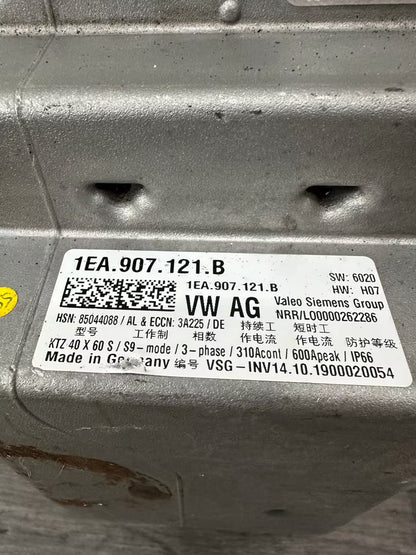 1EA.907.121.B
SW: 6020
1EA.907.121.B
HW: H07
VW AG
Valeo Siemens Group
NRR/L0000262286
HSN: 85044088 / AL & ECCN: 3A225 / DE
持续工 短时工
型号 工作制 相数 作电流 作电流 防护等级
KTZ 40 X 60 S / S9-mode / 3-phase / 310Acont / 600Apeak / IP66
Made in Germany 编号 VSG-INV14.10.1900020054